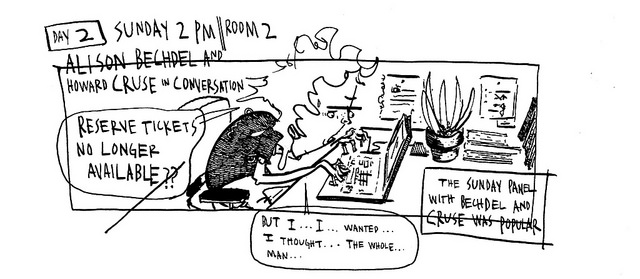 DAY 2
SUNDAY 2 PM || ROOM 2
ALISON BECHDEL AND
HOWARD CRUSE IN CONVERSATION
RESERVE TICKETS
NO LONGER
AVAILABLE??
BUT I... I... WANTED...
I THOUGHT... THE WHOLE...
MAN...
THE SUNDAY PANEL
WITH BECHDEL AND
CRUSE WAS POPULAR